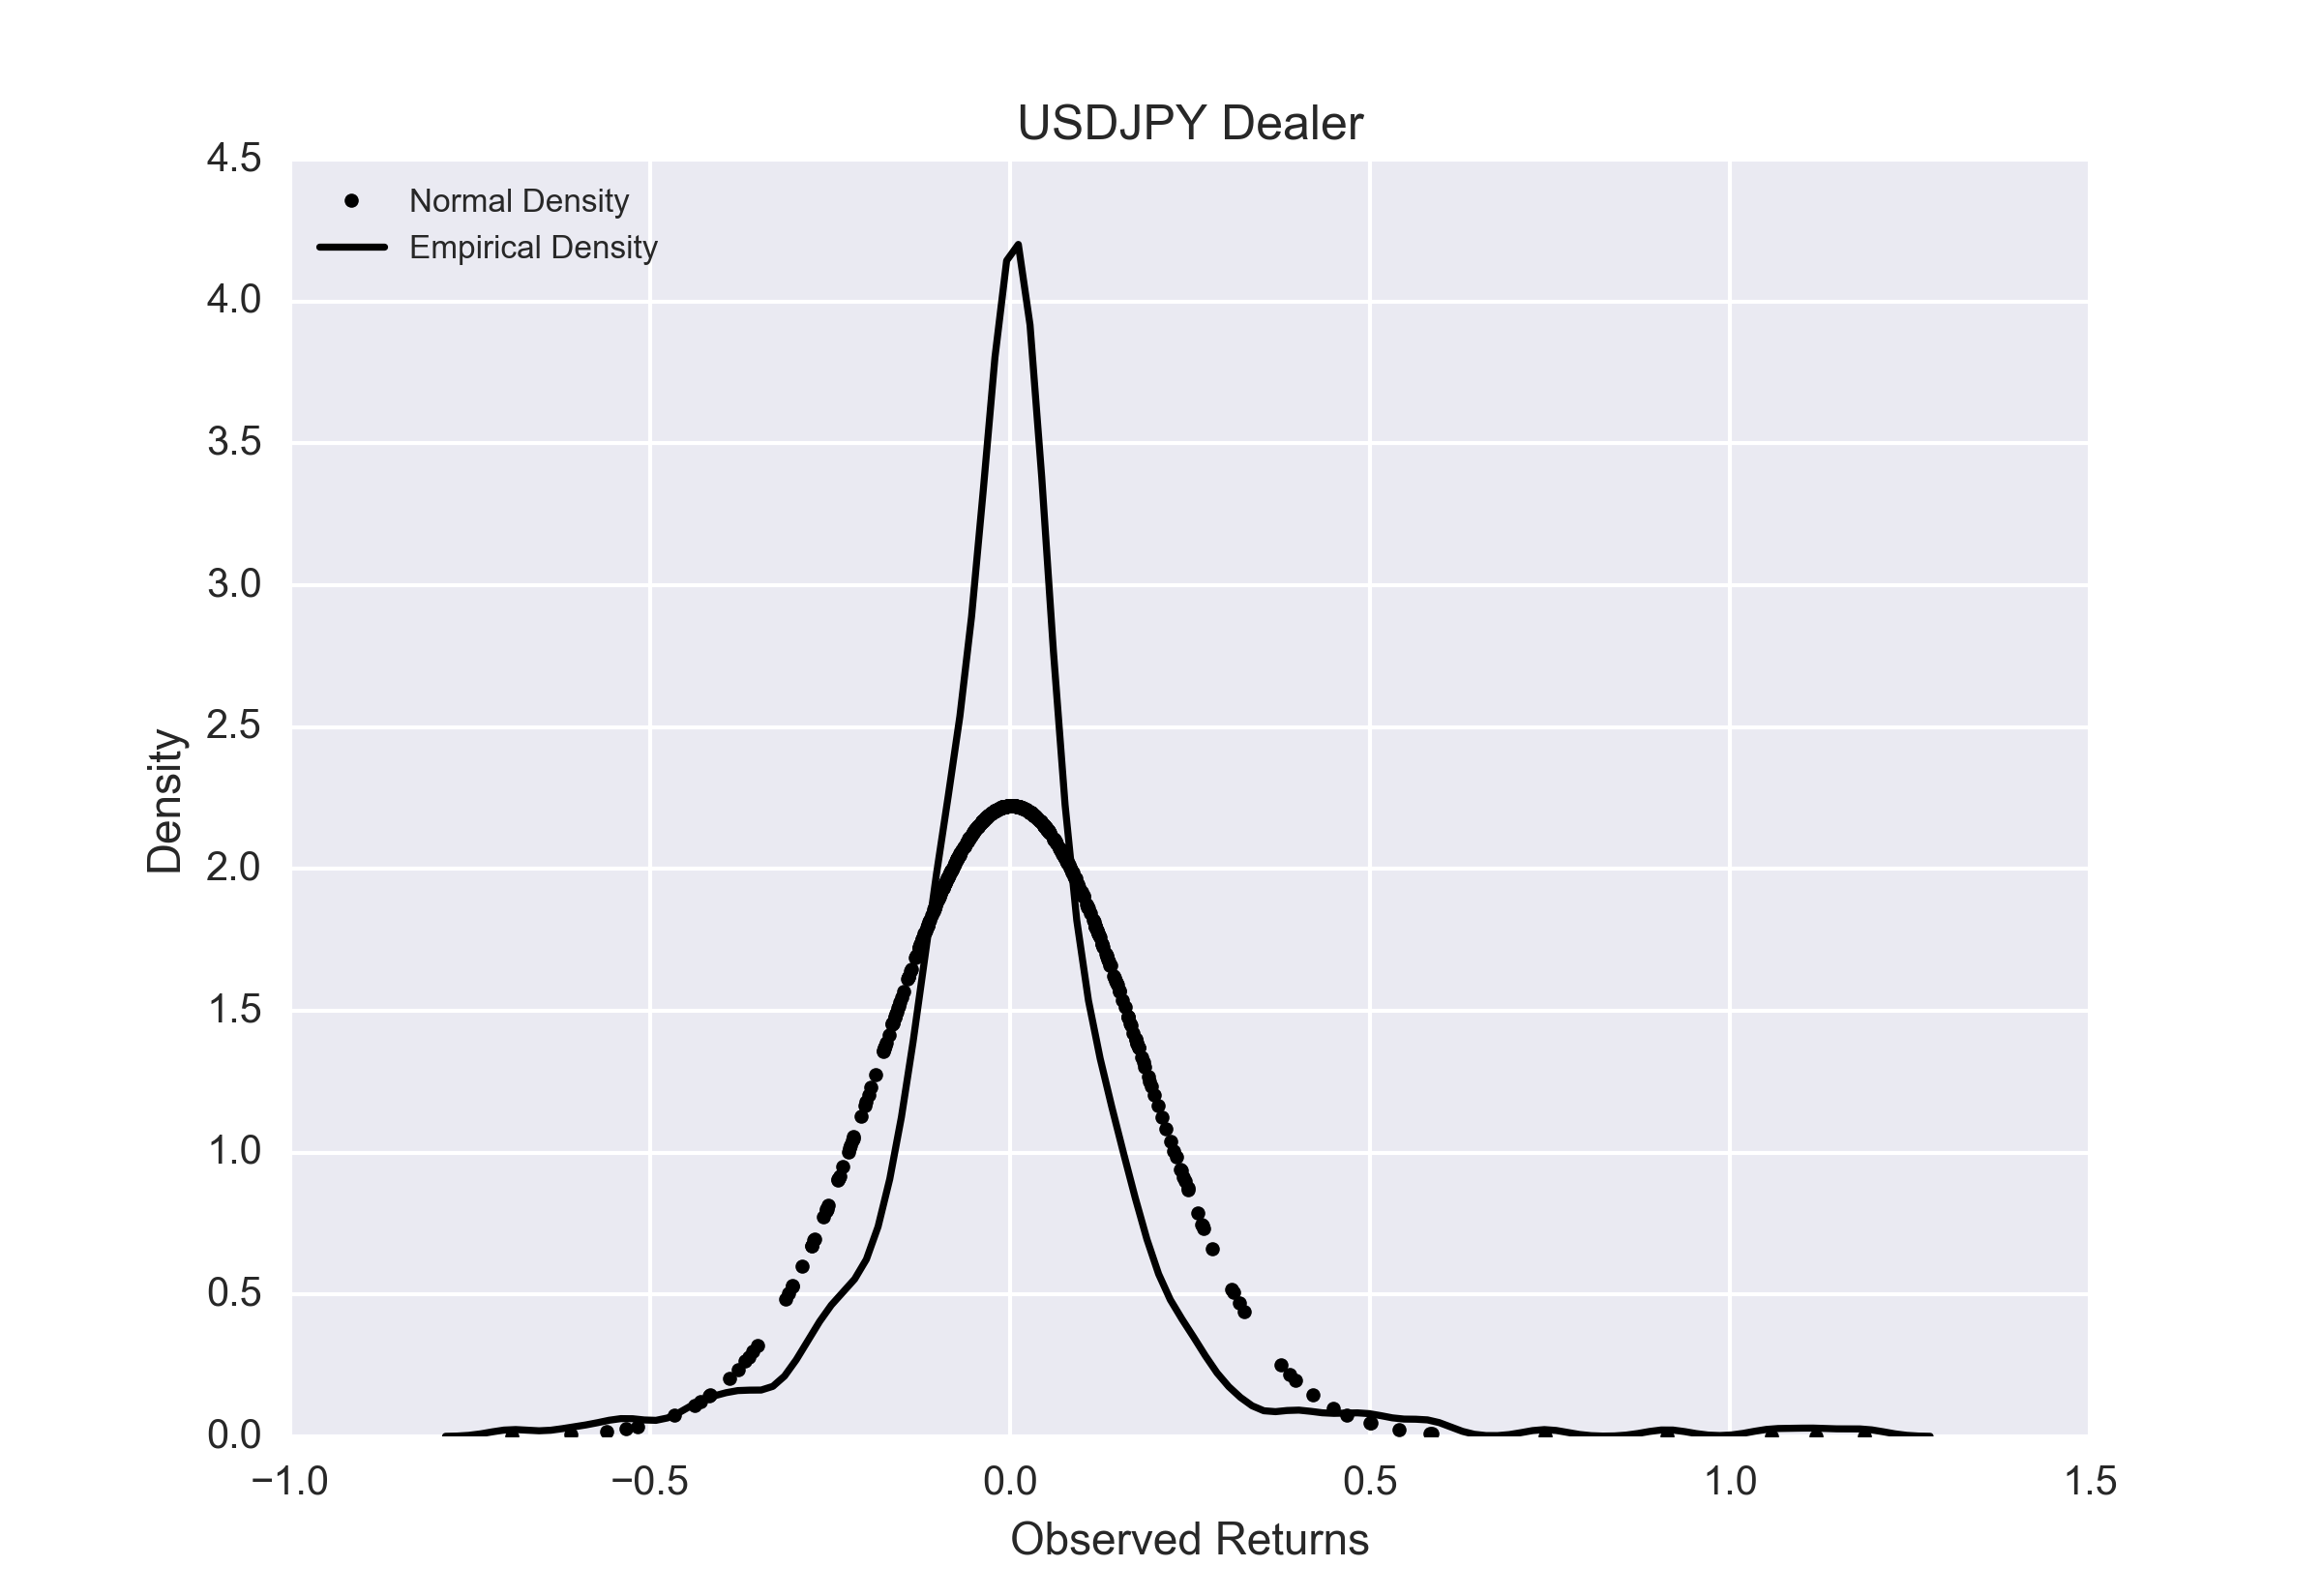 USDJPY Dealer
Normal Density
Empirical Density
4.5
4.0
3.5
3.0
2.5
2.0
1.5
1.0
0.5
0.0
Density
−1.0 −0.5 0.0 0.5 1.0 1.5
Observed Returns